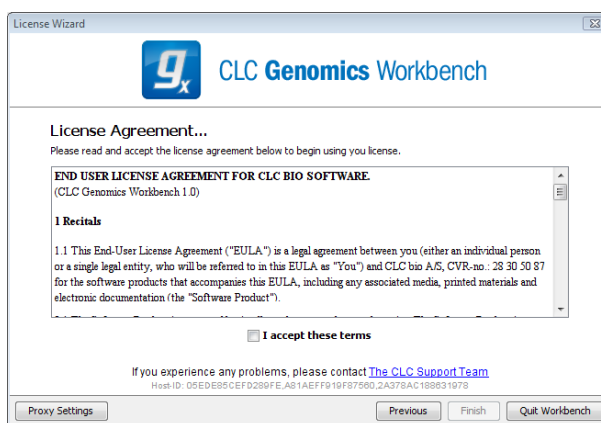 License Wizard
gx
CLC Genomics Workbench
License Agreement...
Please read and accept the license agreement below to begin using you license.
END USER LICENSE AGREEMENT FOR CLC BIO SOFTWARE.
(CLC Genomics Workbench 1.0)
1 Recitals
1.1 This End-User License Agreement ("EULA") is a legal agreement between you (either an individual person
or a single legal entity, who will be referred to in this EULA as "You") and CLC bio A/S, CVR-no.: 28 30 50 87
for the software products that accompanies this EULA, including any associated media, printed materials and
electronic documentation (the "Software Product").
I accept these terms
If you experience any problems, please contact The CLC Support Team
Host-ID: D5EDE85CEFD289FE,A81AEFF919F87560,2A378AC188631978
Proxy Settings
Previous
Finish
Quit Workbench